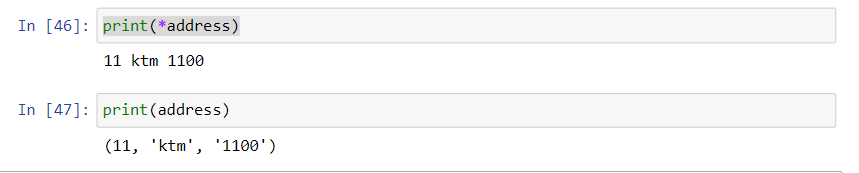 In [46]: print(*address)
11 ktm 1100
In [47]: print(address)
(11, 'ktm', '1100')